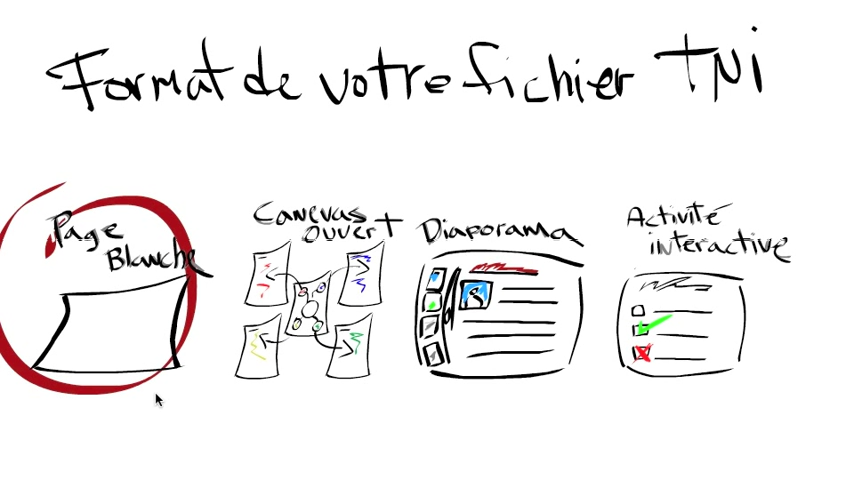 Format de votre fichier TNi
Page
Blanche
Canevas
ouvert
Diaporama
Activité
interactive